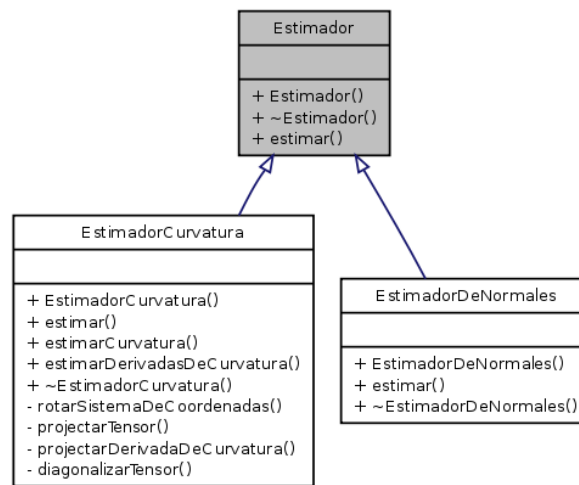 Estimador
+ Estimador()
+ ~Estimador()
+ estimar()
EstimadorCurvatura
+ EstimadorCurvatura()
+ estimar()
+ estimarCurvatura()
+ estimarDerivadasDeCurvatura()
+ ~EstimadorCurvatura()
- rotarSistemaDeCoordenadas()
- projectarTensor()
- projectarDerivadaDeCurvatura()
- diagonalizarTensor()
EstimadorDeNormales
+ EstimadorDeNormales()
+ estimar()
+ ~EstimadorDeNormales()